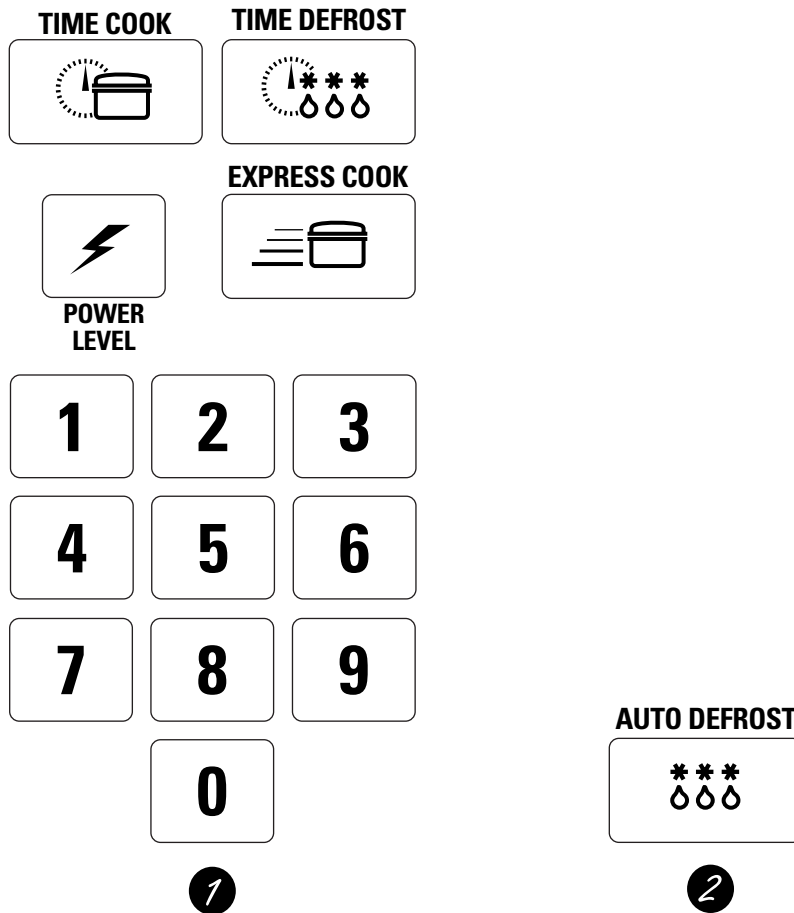 TIME COOK TIME DEFROST
EXPRESS COOK
POWER
LEVEL
1 2 3
4 5 6
7 8 9
0
1
AUTO DEFROST
2